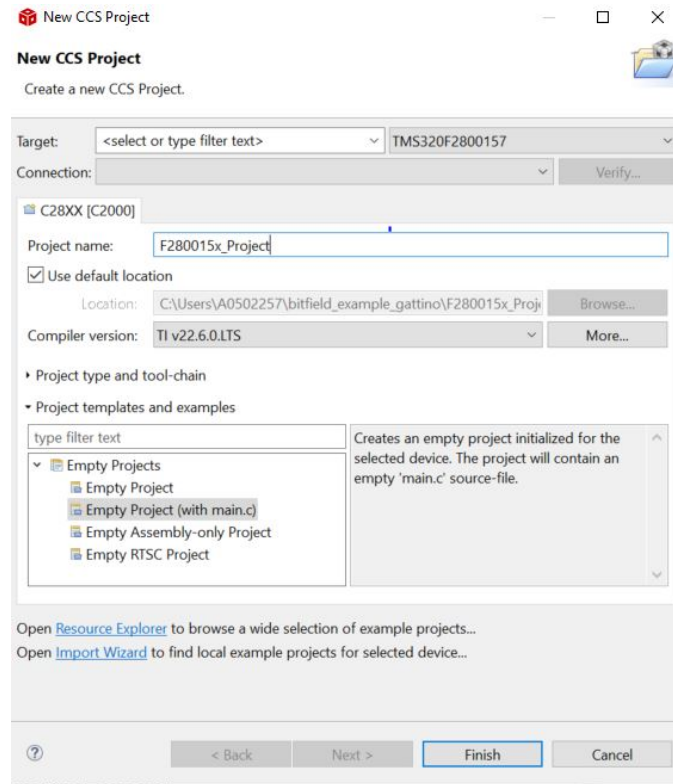 New CCS Project
New CCS Project
Create a new CCS Project.
Target: <select or type filter text> TMS320F2800157
Connection: Verify...
C28XX [C2000]
Project name: F280015x_Project
Use default location
Location: C:\Users\A0502257\bitfield_example_gattino\F280015x_Proj Browse...
Compiler version: TI v22.6.0.LTS More...
Project type and tool-chain
Project templates and examples
type filter text
Empty Projects
Empty Project
Empty Project (with main.c)
Empty Assembly-only Project
Empty RTSC Project
Creates an empty project initialized for the
selected device. The project will contain an
empty 'main.c' source-file.
Open Resource Explorer to browse a wide selection of example projects...
Open Import Wizard to find local example projects for selected device...
? < Back Next > Finish Cancel